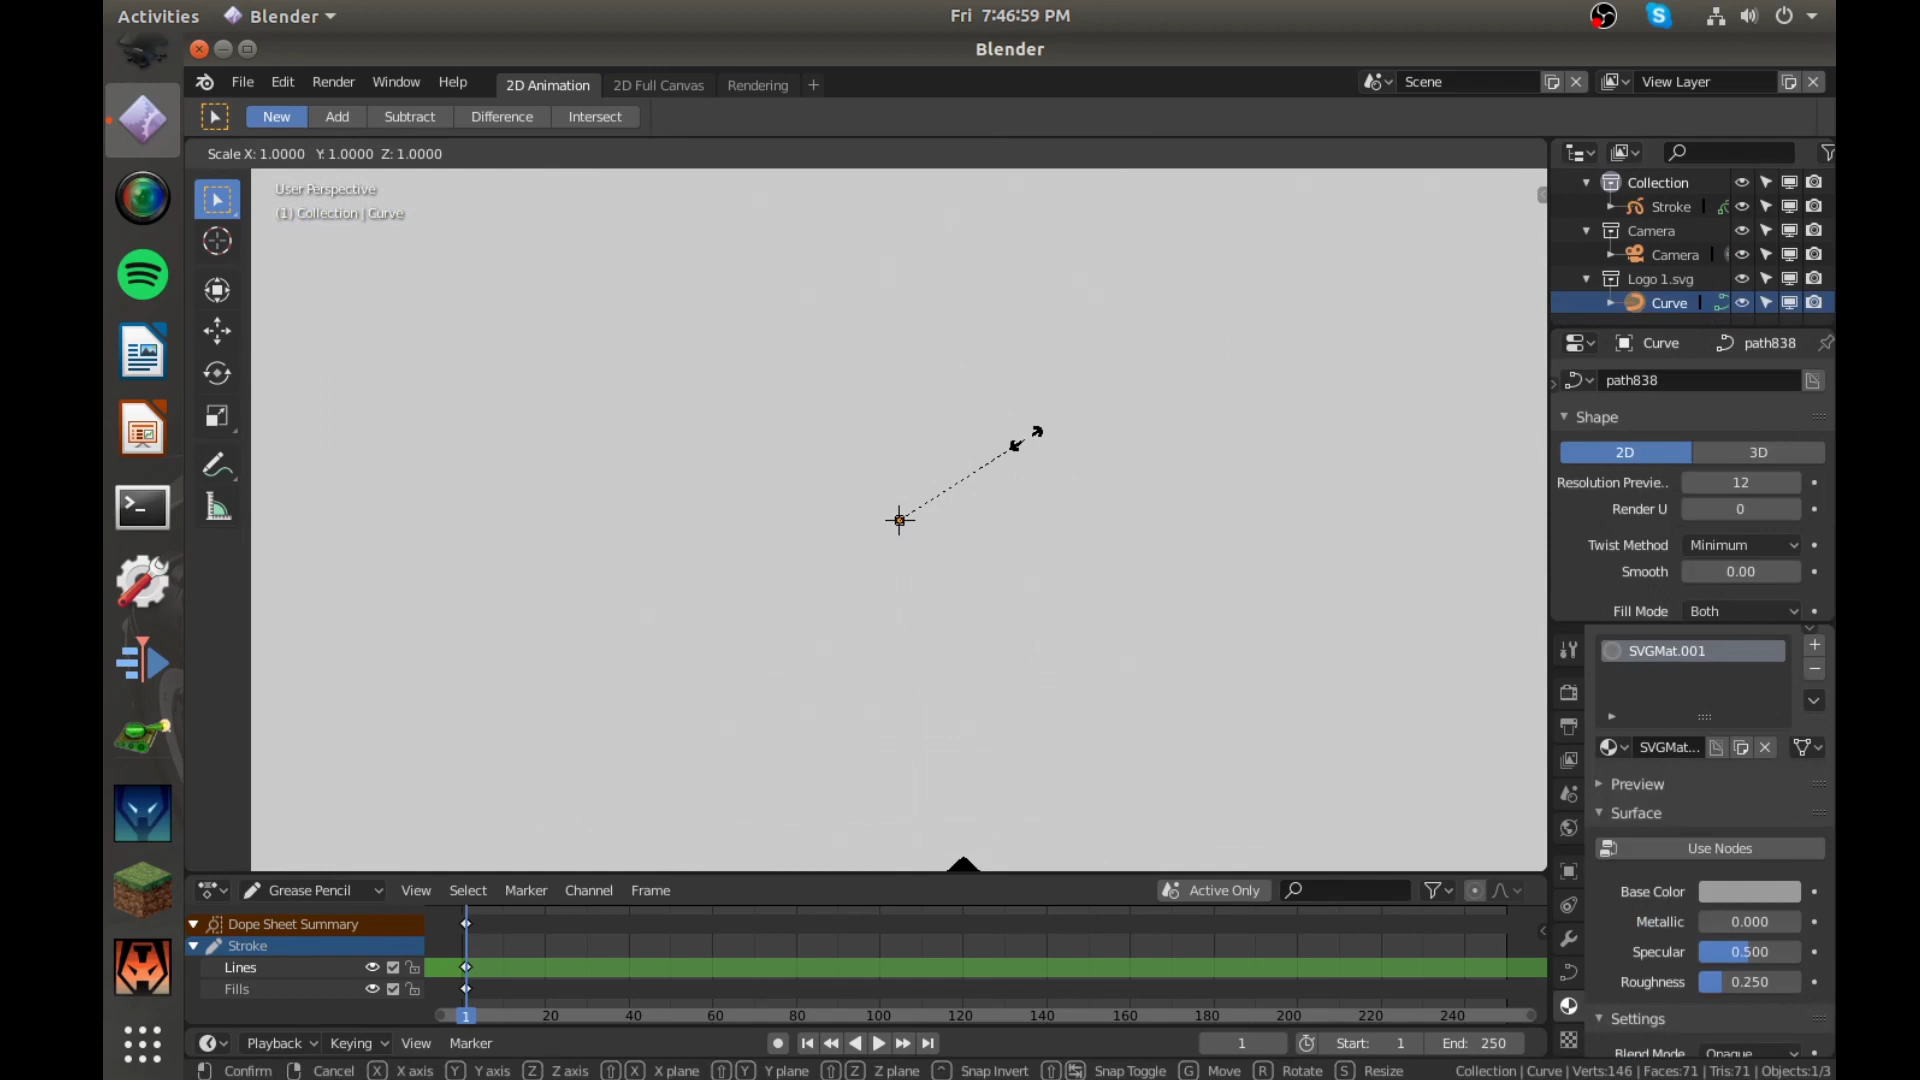 Activities Blender Fri 7:46:59 PM
Blender
File Edit Render Window Help 2D Animation 2D Full Canvas Rendering + Scene View Layer
New Add Subtract Difference Intersect
Scale X: 1.0000 Y: 1.0000 Z: 1.0000
User Perspective
(1) Collection | Curve
Collection
Stroke
Camera
Camera
Logo 1.svg
Curve
Curve path838
path838
Shape
2D 3D
Resolution Previe.. 12
Render U 0
Twist Method Minimum
Smooth 0.00
Fill Mode Both
SVGMat.001
SVGMat...
Preview
Surface
Use Nodes
Base Color
Metallic 0.000
Specular 0.500
Roughness 0.250
Settings
Blend Mode Opaque
Grease Pencil View Select Marker Channel Frame Active Only
Dope Sheet Summary
Stroke
Lines
Fills
1 20 40 60 80 100 120 140 160 180 200 220 240
Playback Keying View Marker 1 Start: 1 End: 250
Confirm Cancel X X axis Y Y axis Z Z axis X X plane Y Y plane Z Z plane ^ Snap Invert Snap Toggle G Move R Rotate S Resize Collection | Curve | Verts:146 | Faces:71 | Tris:71 | Objects:1/3